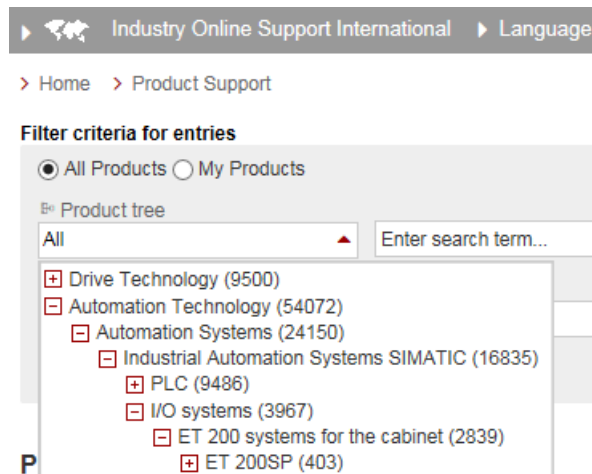 Industry Online Support International Language
Home Product Support
Filter criteria for entries
All Products My Products
Product tree
All Enter search term...
Drive Technology (9500)
Automation Technology (54072)
Automation Systems (24150)
Industrial Automation Systems SIMATIC (16835)
PLC (9486)
I/O systems (3967)
ET 200 systems for the cabinet (2839)
P ET 200SP (403)